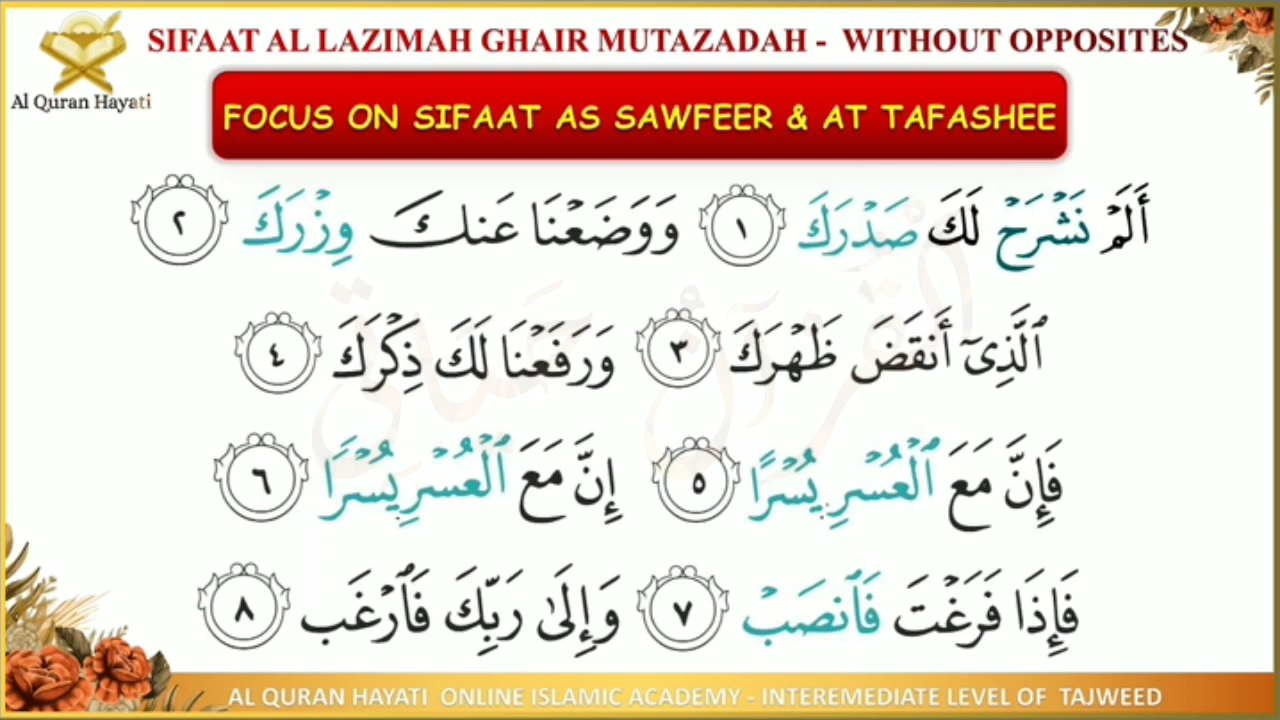 SIFAAT AL LAZIMAH GHAIR MUTAZADAH - WITHOUT OPPOSITES
Al Quran Hayati
FOCUS ON SIFAAT AS SAWFEER & AT TAFASHEE
أَلَمۡ نَشۡرَحۡ لَكَ صَدۡرَكَ ١ وَوَضَعۡنَا عَنكَ وِزۡرَكَ ٢
ٱلَّذِىٓ أَنقَضَ ظَهۡرَكَ ٣ وَرَفَعۡنَا لَكَ ذِكۡرَكَ ٤
فَإِنَّ مَعَ ٱلۡعُسۡرِ يُسۡرًا ٥ إِنَّ مَعَ ٱلۡعُسۡرِ يُسۡرًا ٦
فَإِذَا فَرَغۡتَ فَٱنصَبۡ ٧ وَإِلَىٰ رَبِّكَ فَٱرۡغَب ٨
AL QURAN HAYATI ONLINE ISLAMIC ACADEMY - INTEREMEDIATE LEVEL OF TAJWEED